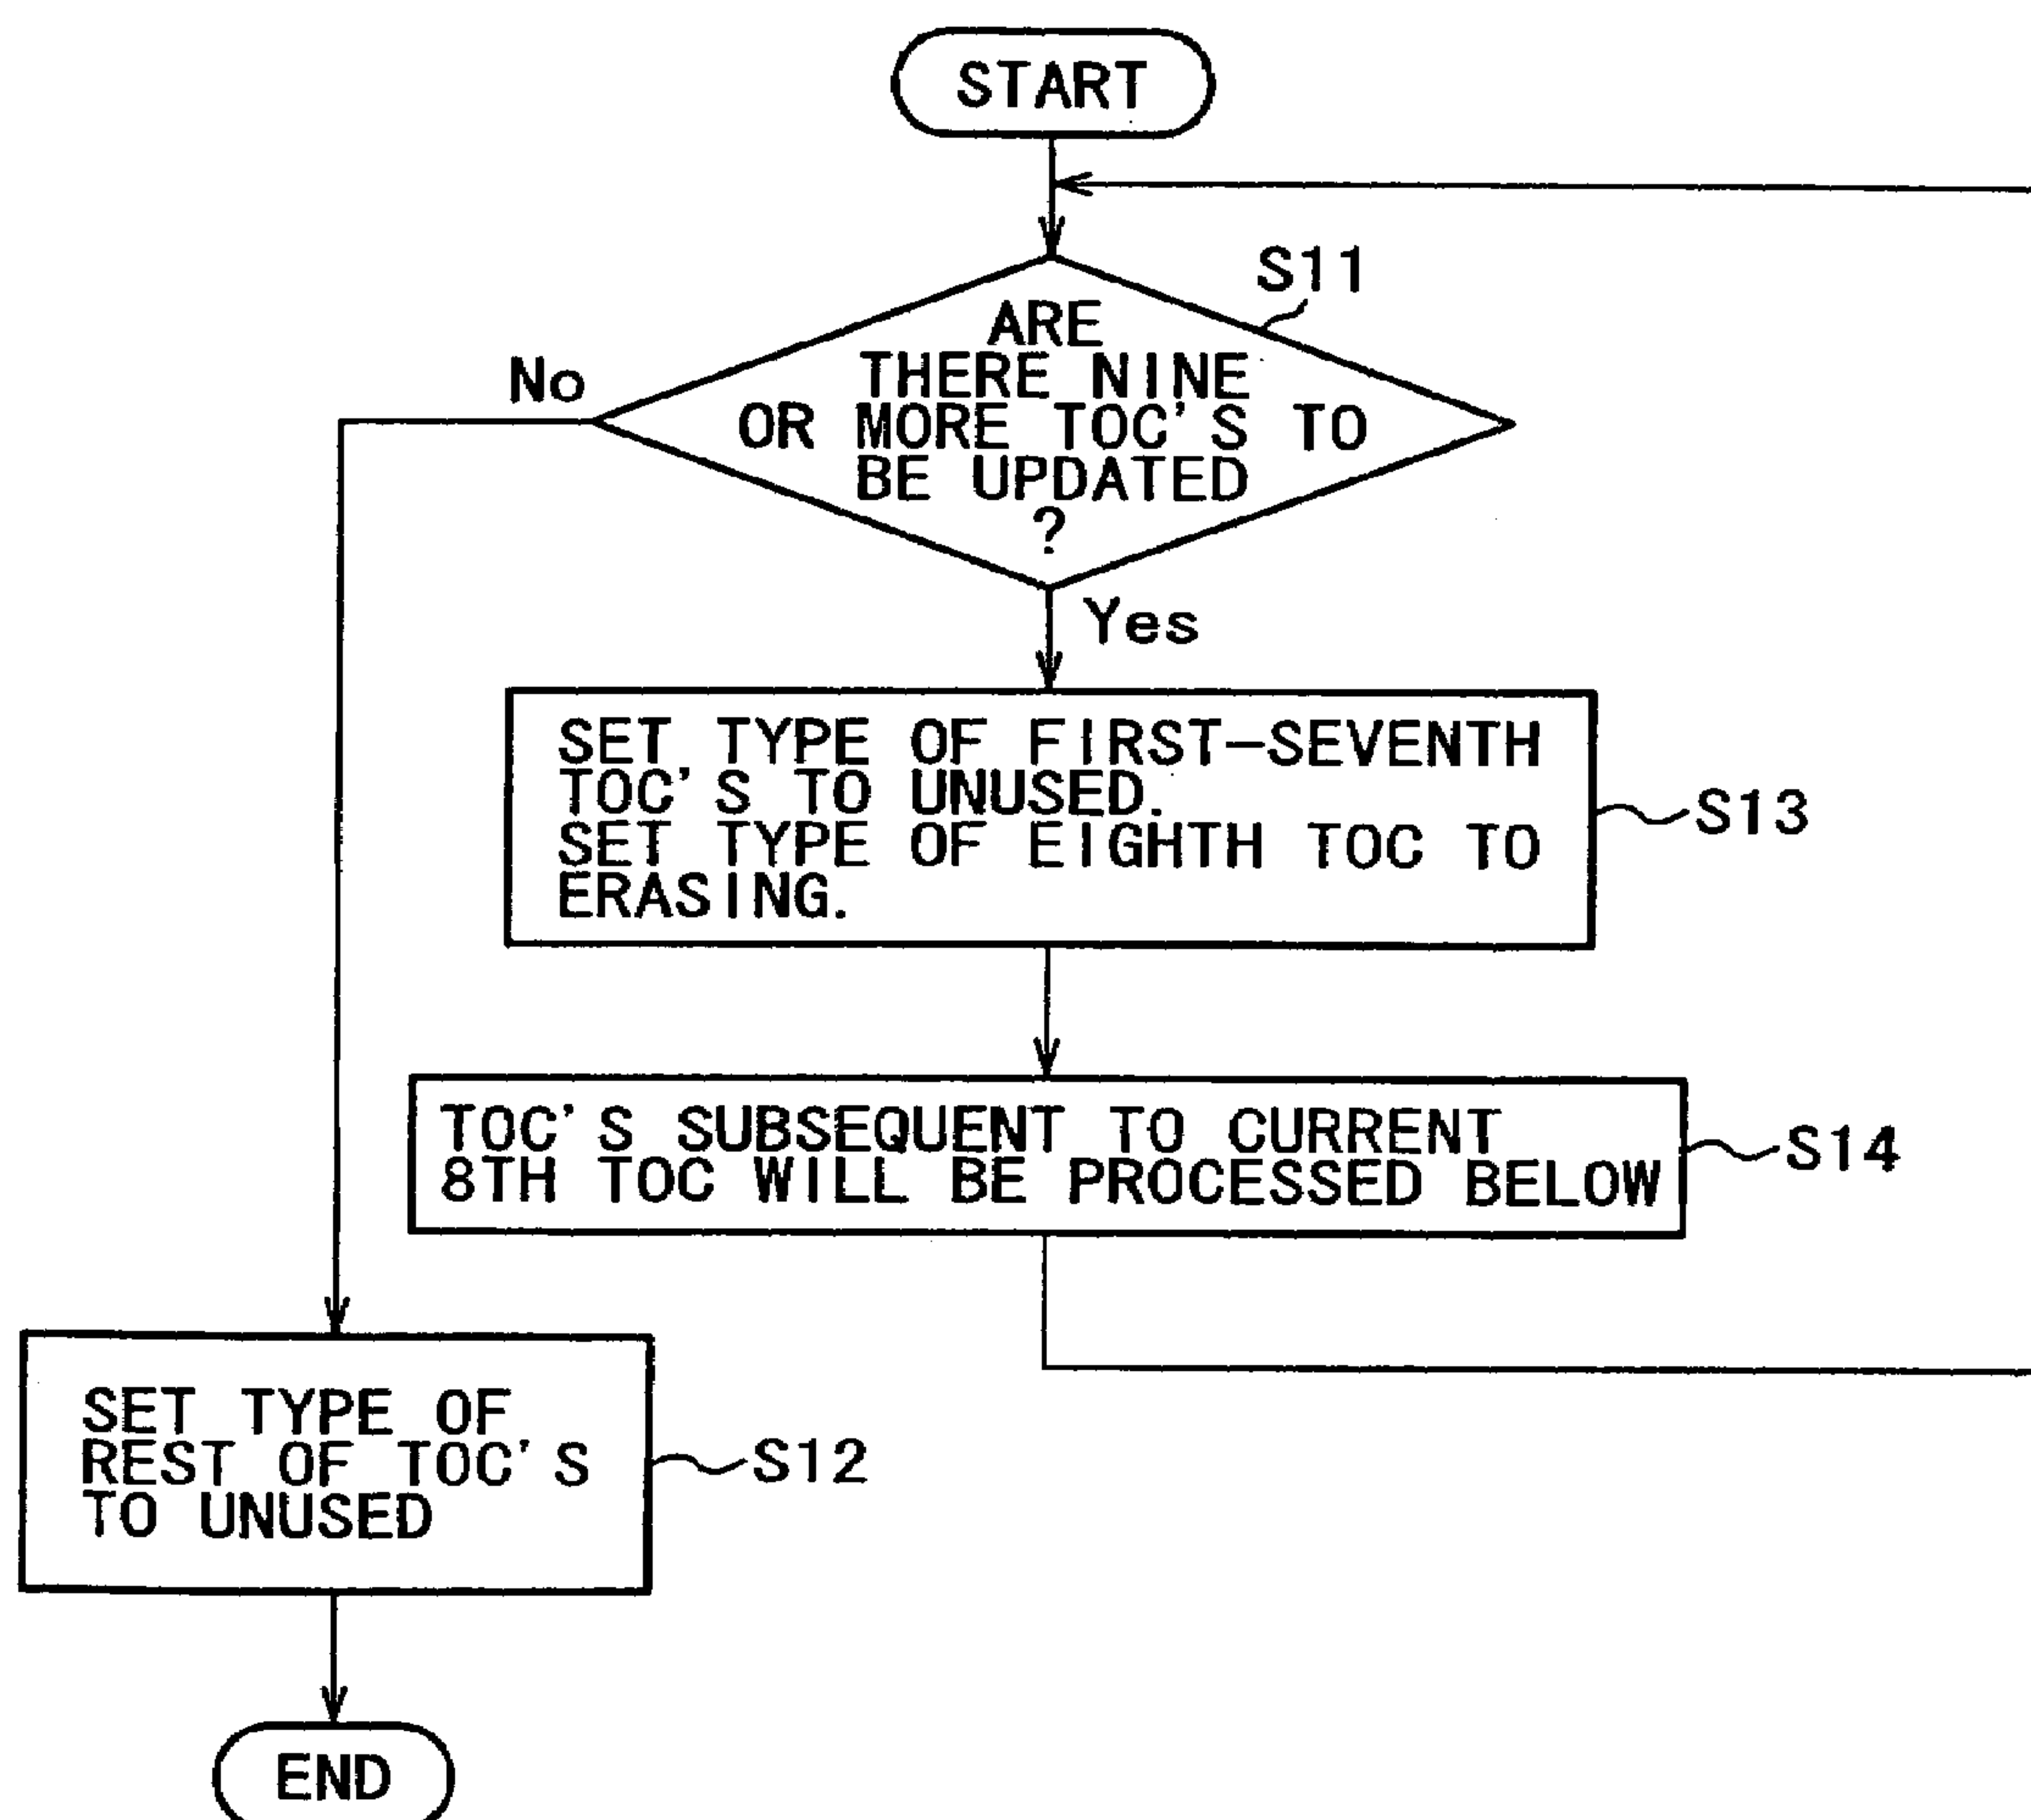 START
S11
ARE
THERE NINE
OR MORE TOC'S TO
BE UPDATED
?
No
Yes
SET TYPE OF FIRST-SEVENTH
TOC'S TO UNUSED.
SET TYPE OF EIGHTH TOC TO
ERASING.
S13
TOC'S SUBSEQUENT TO CURRENT
8TH TOC WILL BE PROCESSED BELOW
S14
SET TYPE OF
REST OF TOC'S
TO UNUSED
S12
END